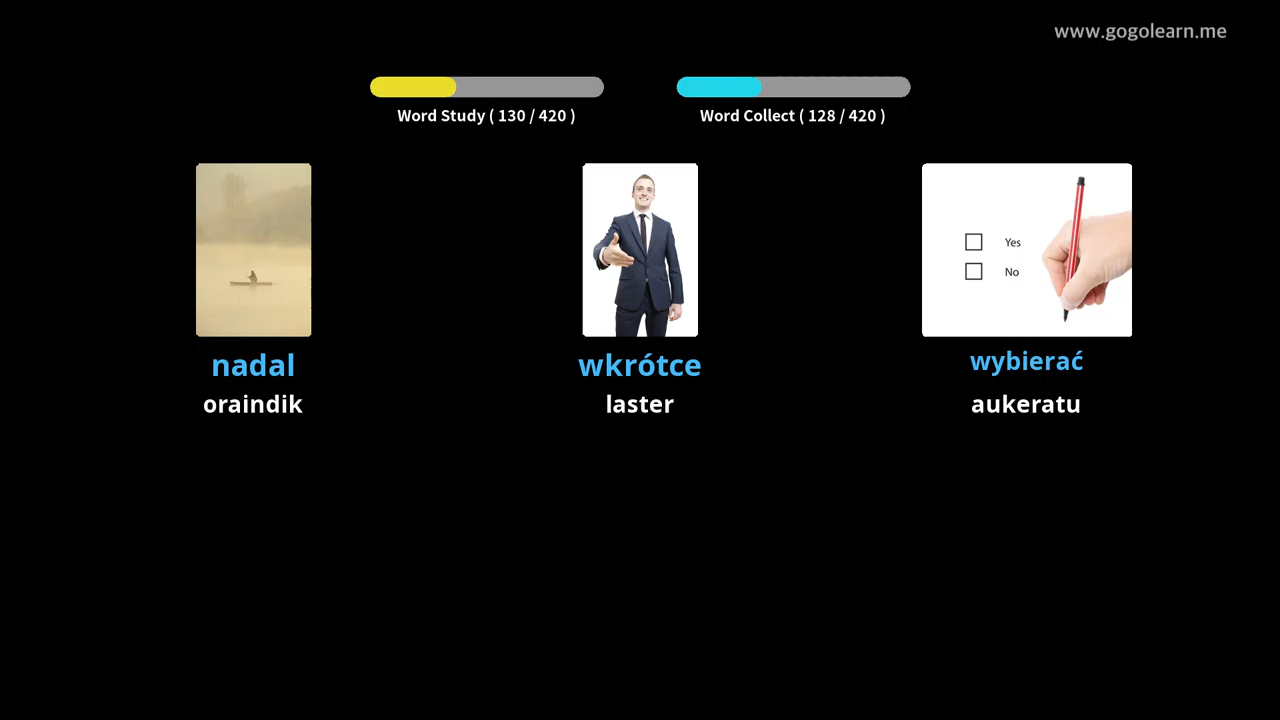 www.gogolearn.me
Word Study ( 130 / 420 )
Word Collect ( 128 / 420 )
Yes
No
nadal
wkrótce
wybierać
oraindik
laster
aukeratu